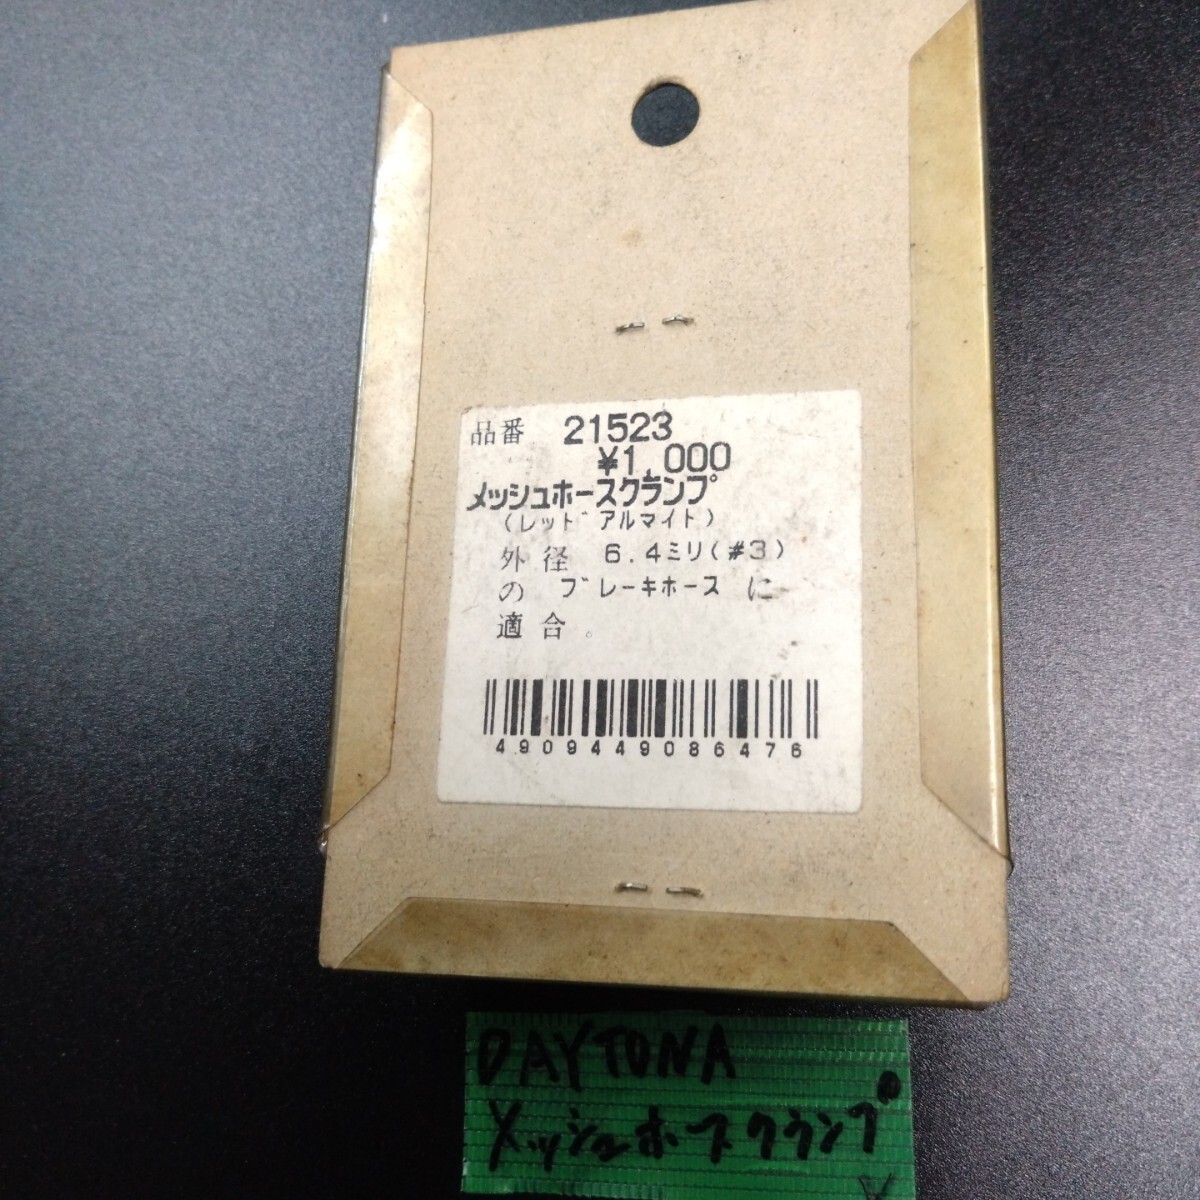 品番 21523
¥1,000
メッシュホースクランプ
(レッドアルマイト)
外径 6.4ミリ(#3)
の ブレーキホース に
適合。
4909449086476
DAYTONA
メッシュホースクランプ